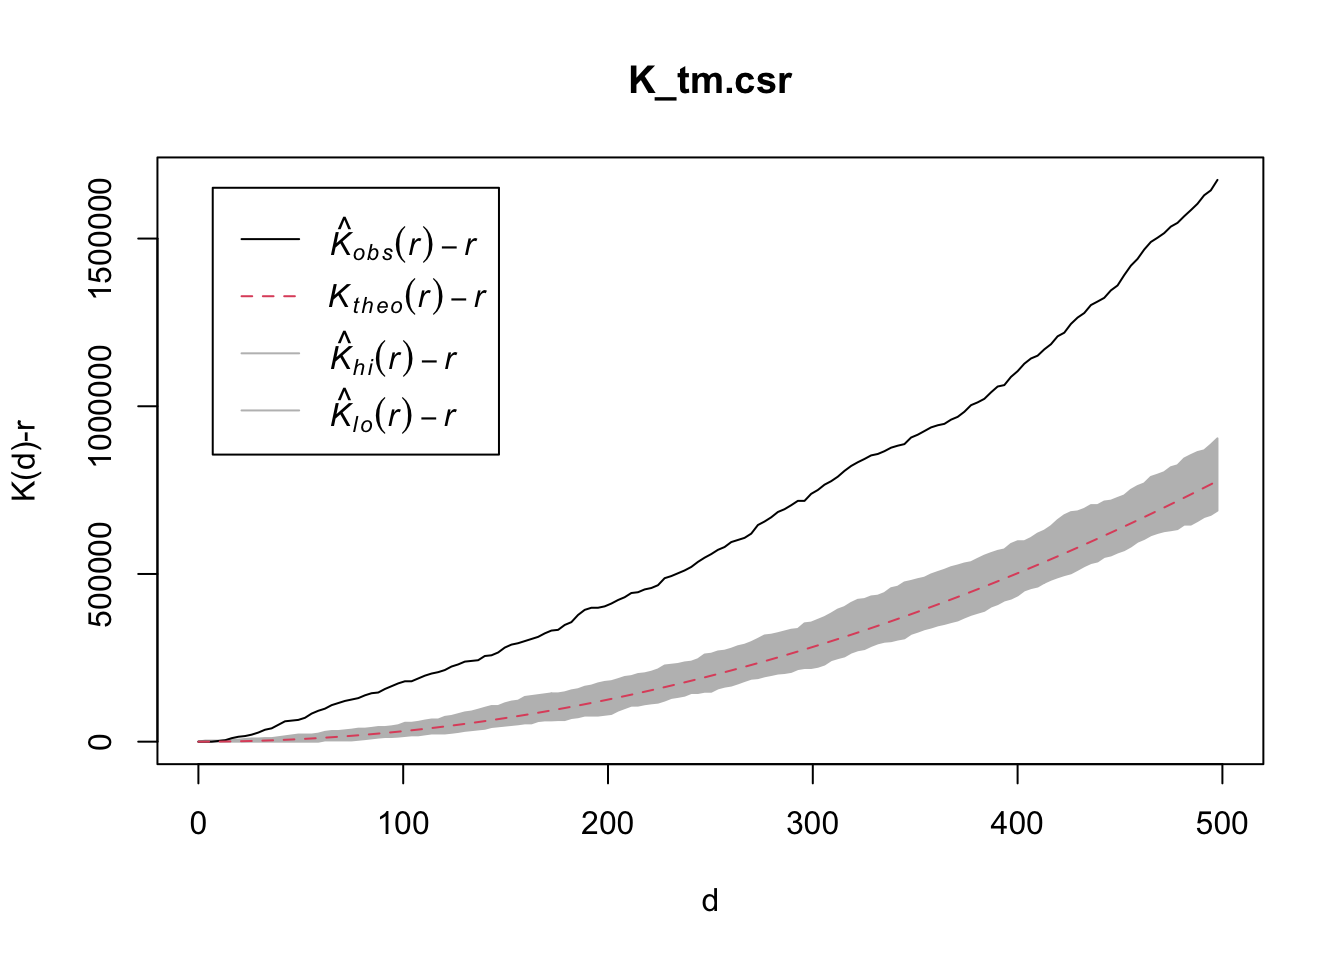 K_tm.csr
K̂obs(r) − r
Ktheo(r) − r
K̂hi(r) − r
K̂lo(r) − r
K(d)-r
0
500000
1000000
1500000
0 100 200 300 400 500
d